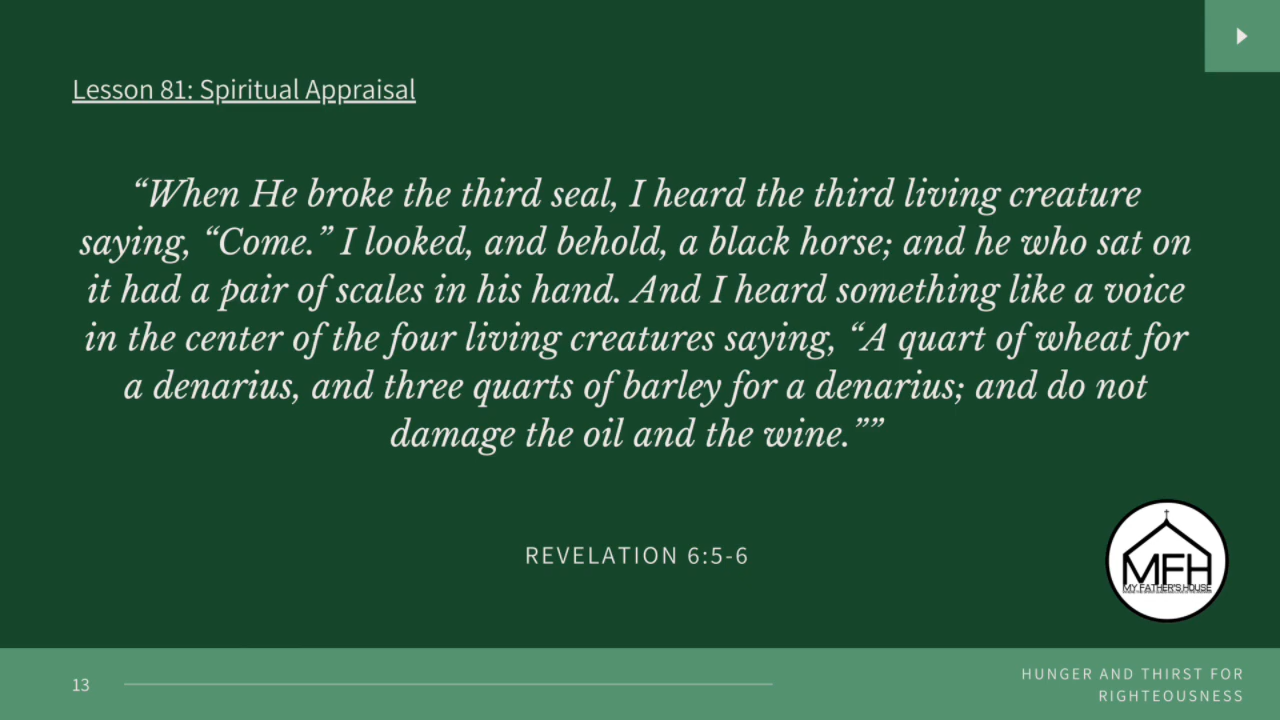 Lesson 81: Spiritual Appraisal
“When He broke the third seal, I heard the third living creature
saying, “Come.” I looked, and behold, a black horse; and he who sat on
it had a pair of scales in his hand. And I heard something like a voice
in the center of the four living creatures saying, “A quart of wheat for
a denarius, and three quarts of barley for a denarius; and do not
damage the oil and the wine.””
REVELATION 6:5-6
MFH
MY FATHER'S HOUSE
13
HUNGER AND THIRST FOR
RIGHTEOUSNESS